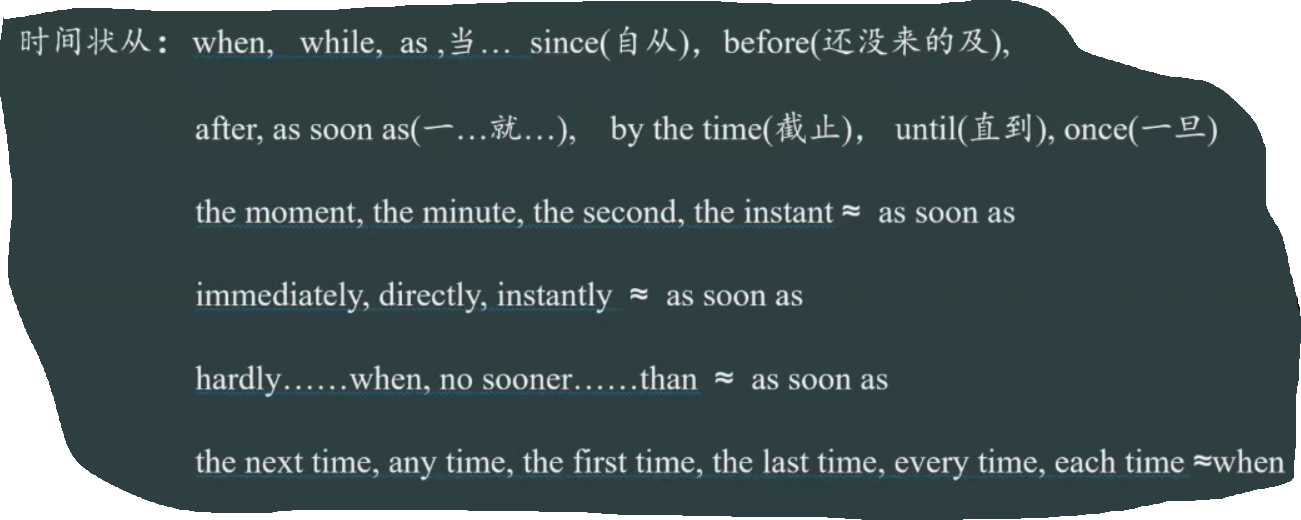 时间状从：when, while, as ,当… since(自从)，before(还没来的及),
after, as soon as(一…就…), by the time(截止)， until(直到), once(一旦)
the moment, the minute, the second, the instant ≈ as soon as
immediately, directly, instantly ≈ as soon as
hardly……when, no sooner……than ≈ as soon as
the next time, any time, the first time, the last time, every time, each time ≈when